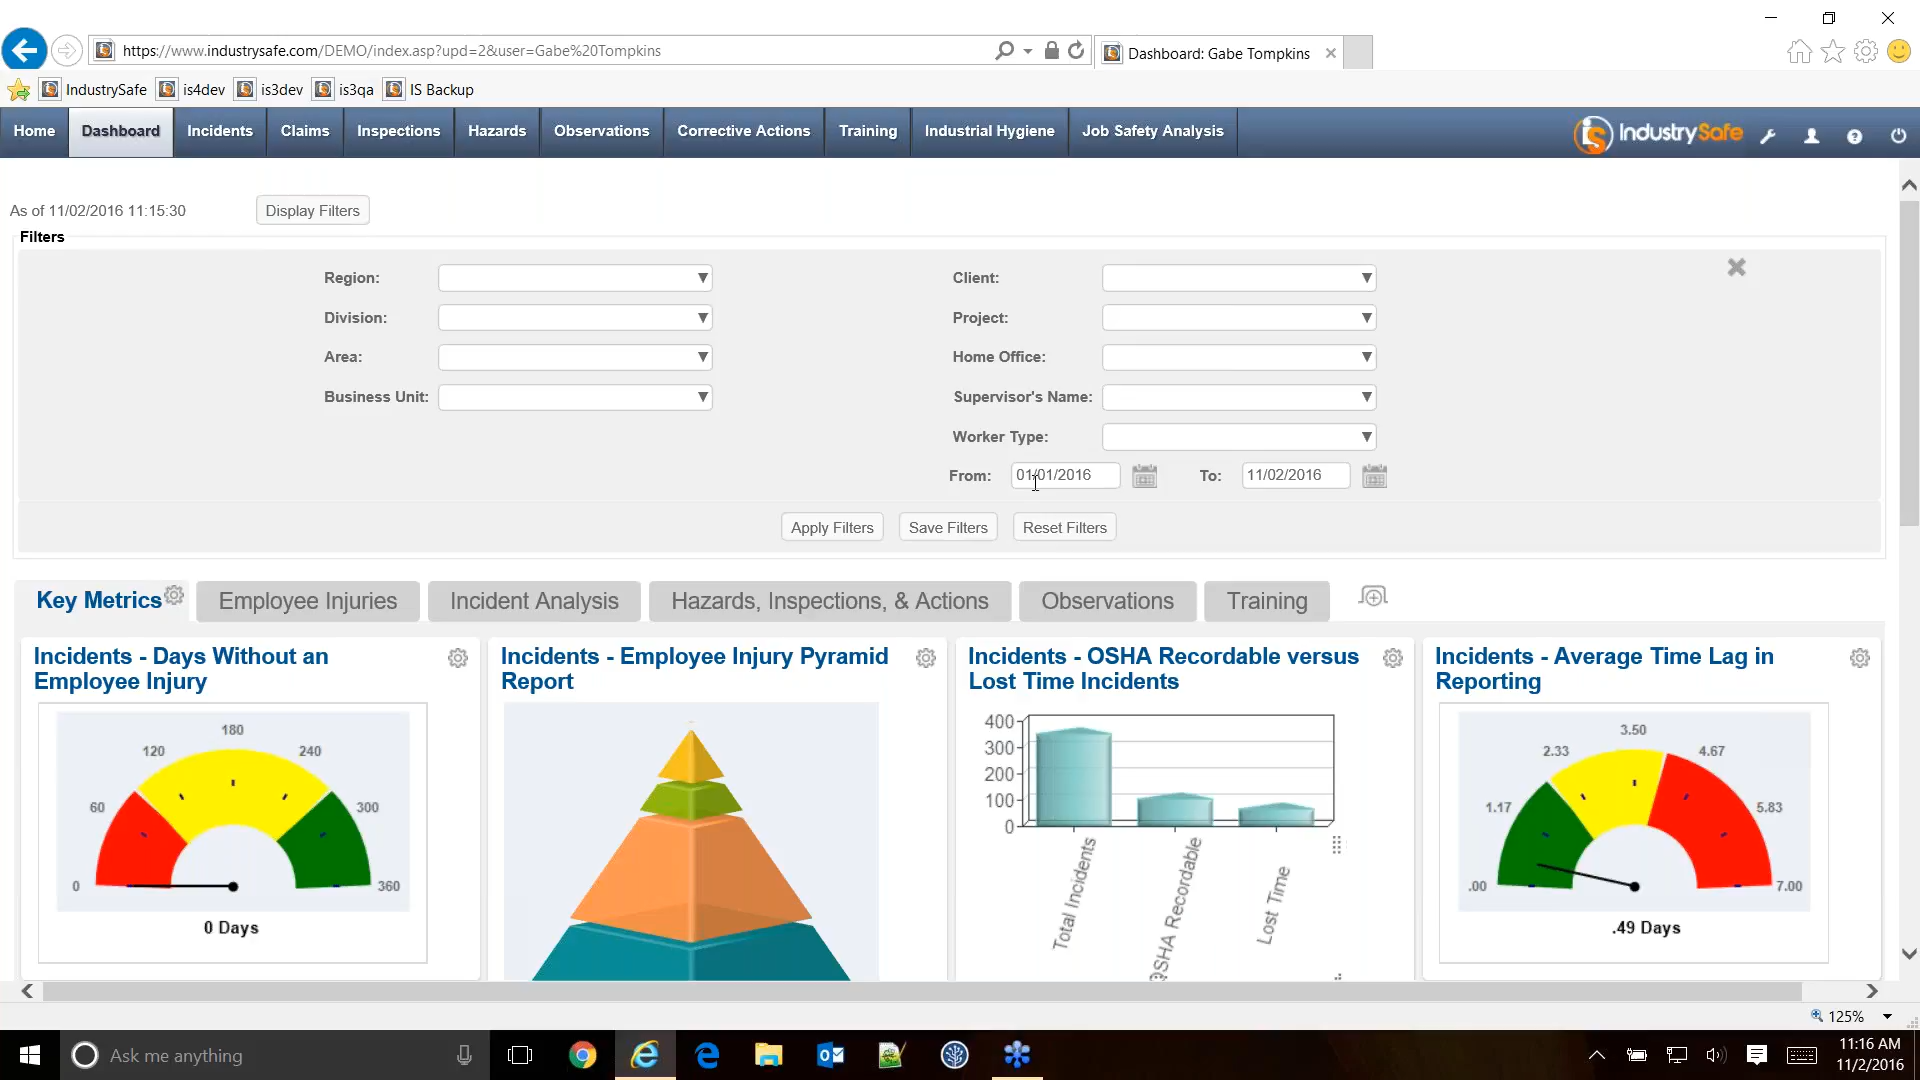 https://www.industrysafe.com/DEMO/index.asp?upd=2&user=Gabe%20Tompkins
Dashboard: Gabe Tompkins
IndustrySafe is4dev is3dev is3qa IS Backup
Home Dashboard Incidents Claims Inspections Hazards Observations Corrective Actions Training Industrial Hygiene Job Safety Analysis IndustrySafe
As of 11/02/2016 11:15:30 Display Filters
Filters
Region: Client:
Division: Project:
Area: Home Office:
Business Unit: Supervisor's Name:
Worker Type:
From: 01/01/2016 To: 11/02/2016
Apply Filters Save Filters Reset Filters
Key Metrics Employee Injuries Incident Analysis Hazards, Inspections, & Actions Observations Training
Incidents - Days Without an
Employee Injury
0
60
120
180
240
300
360
0 Days
Incidents - Employee Injury Pyramid
Report
Incidents - OSHA Recordable versus
Lost Time Incidents
400
300
200
100
0
Total Incidents
OSHA Recordable
Lost Time
Incidents - Average Time Lag in
Reporting
.00
1.17
2.33
3.50
4.67
5.83
7.00
.49 Days
125%
Ask me anything
11:16 AM
11/2/2016